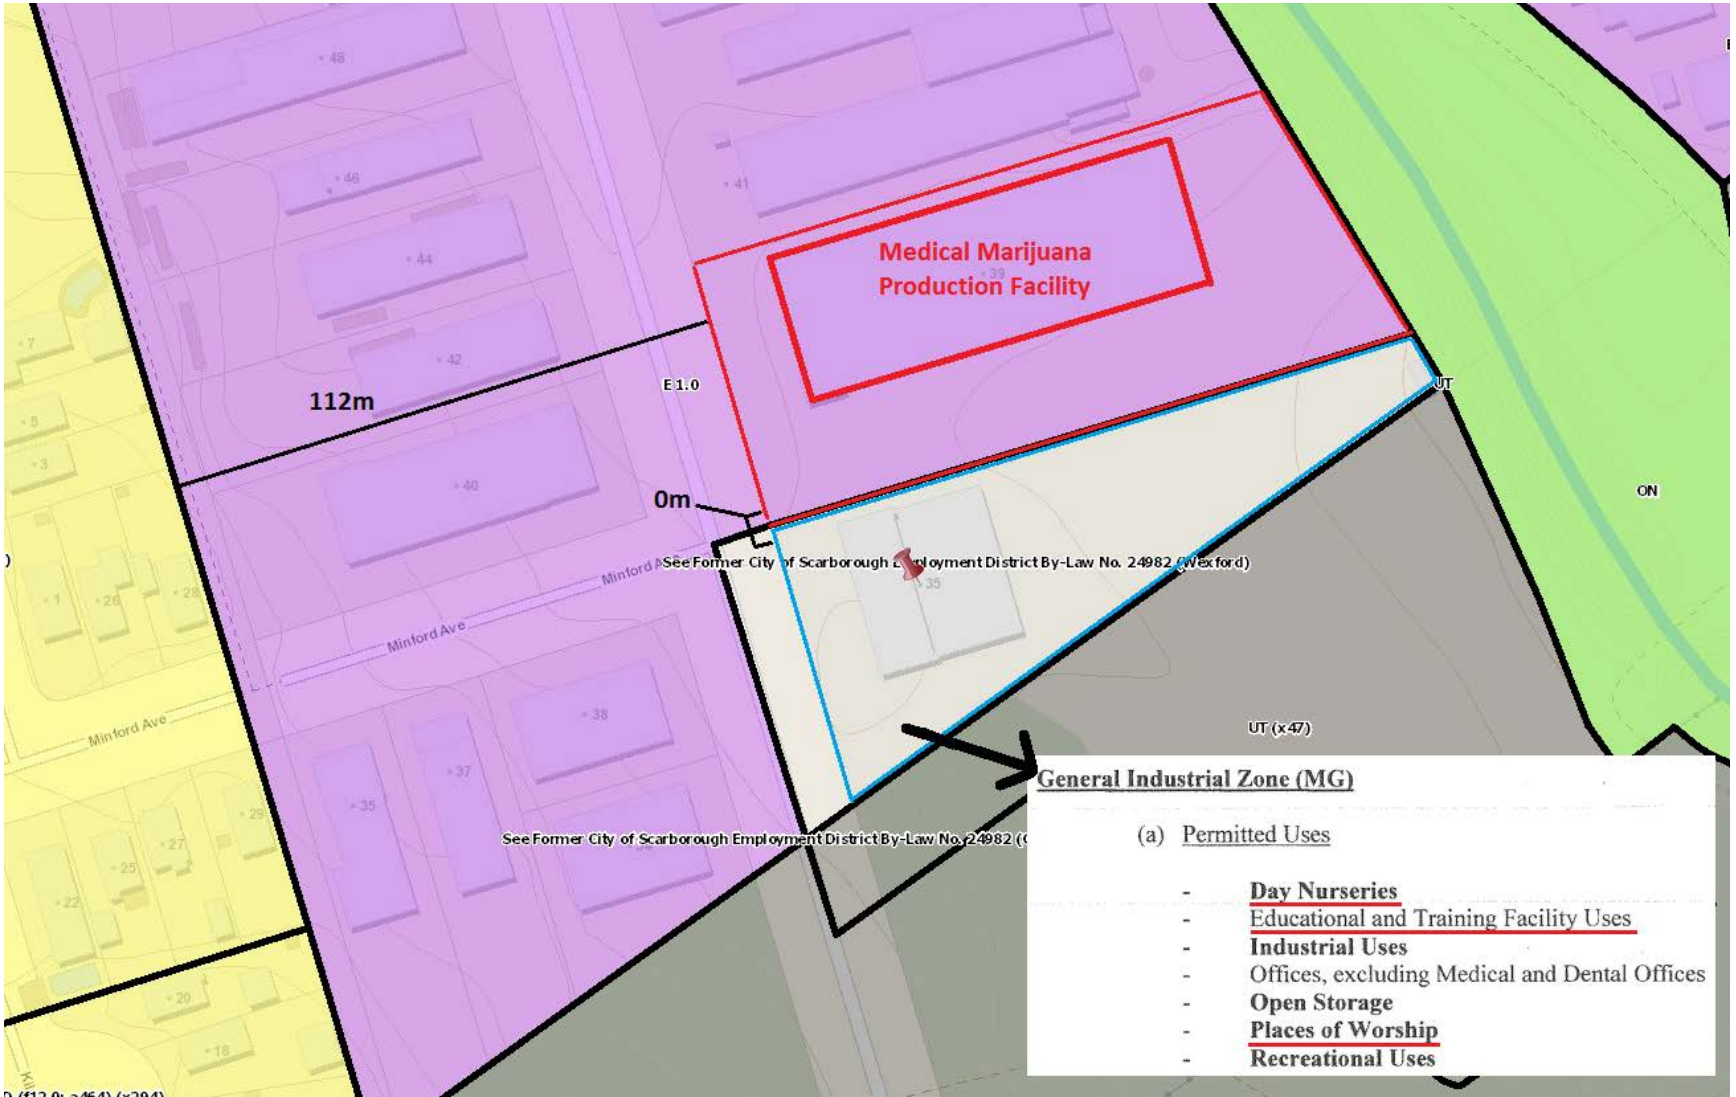 48
46
41
44
Medical Marijuana
39
Production Facility
7
42
E 1.0
UT
112m
5
3
40
ON
0m
See Former City of Scarborough Employment District By-Law No. 24982 (Wexford)
Minford A
35
1
26
28
Minford Ave
38
Minford Ave
UT (x47)
37
General Industrial Zone (MG)
35
29
(a) Permitted Uses
27
See Former City of Scarborough Employment District By-Law No. 24982 (
25
- Day Nurseries
22
- Educational and Training Facility Uses
- Industrial Uses
- Offices, excluding Medical and Dental Offices
20
- Open Storage
- Places of Worship
18
- Recreational Uses